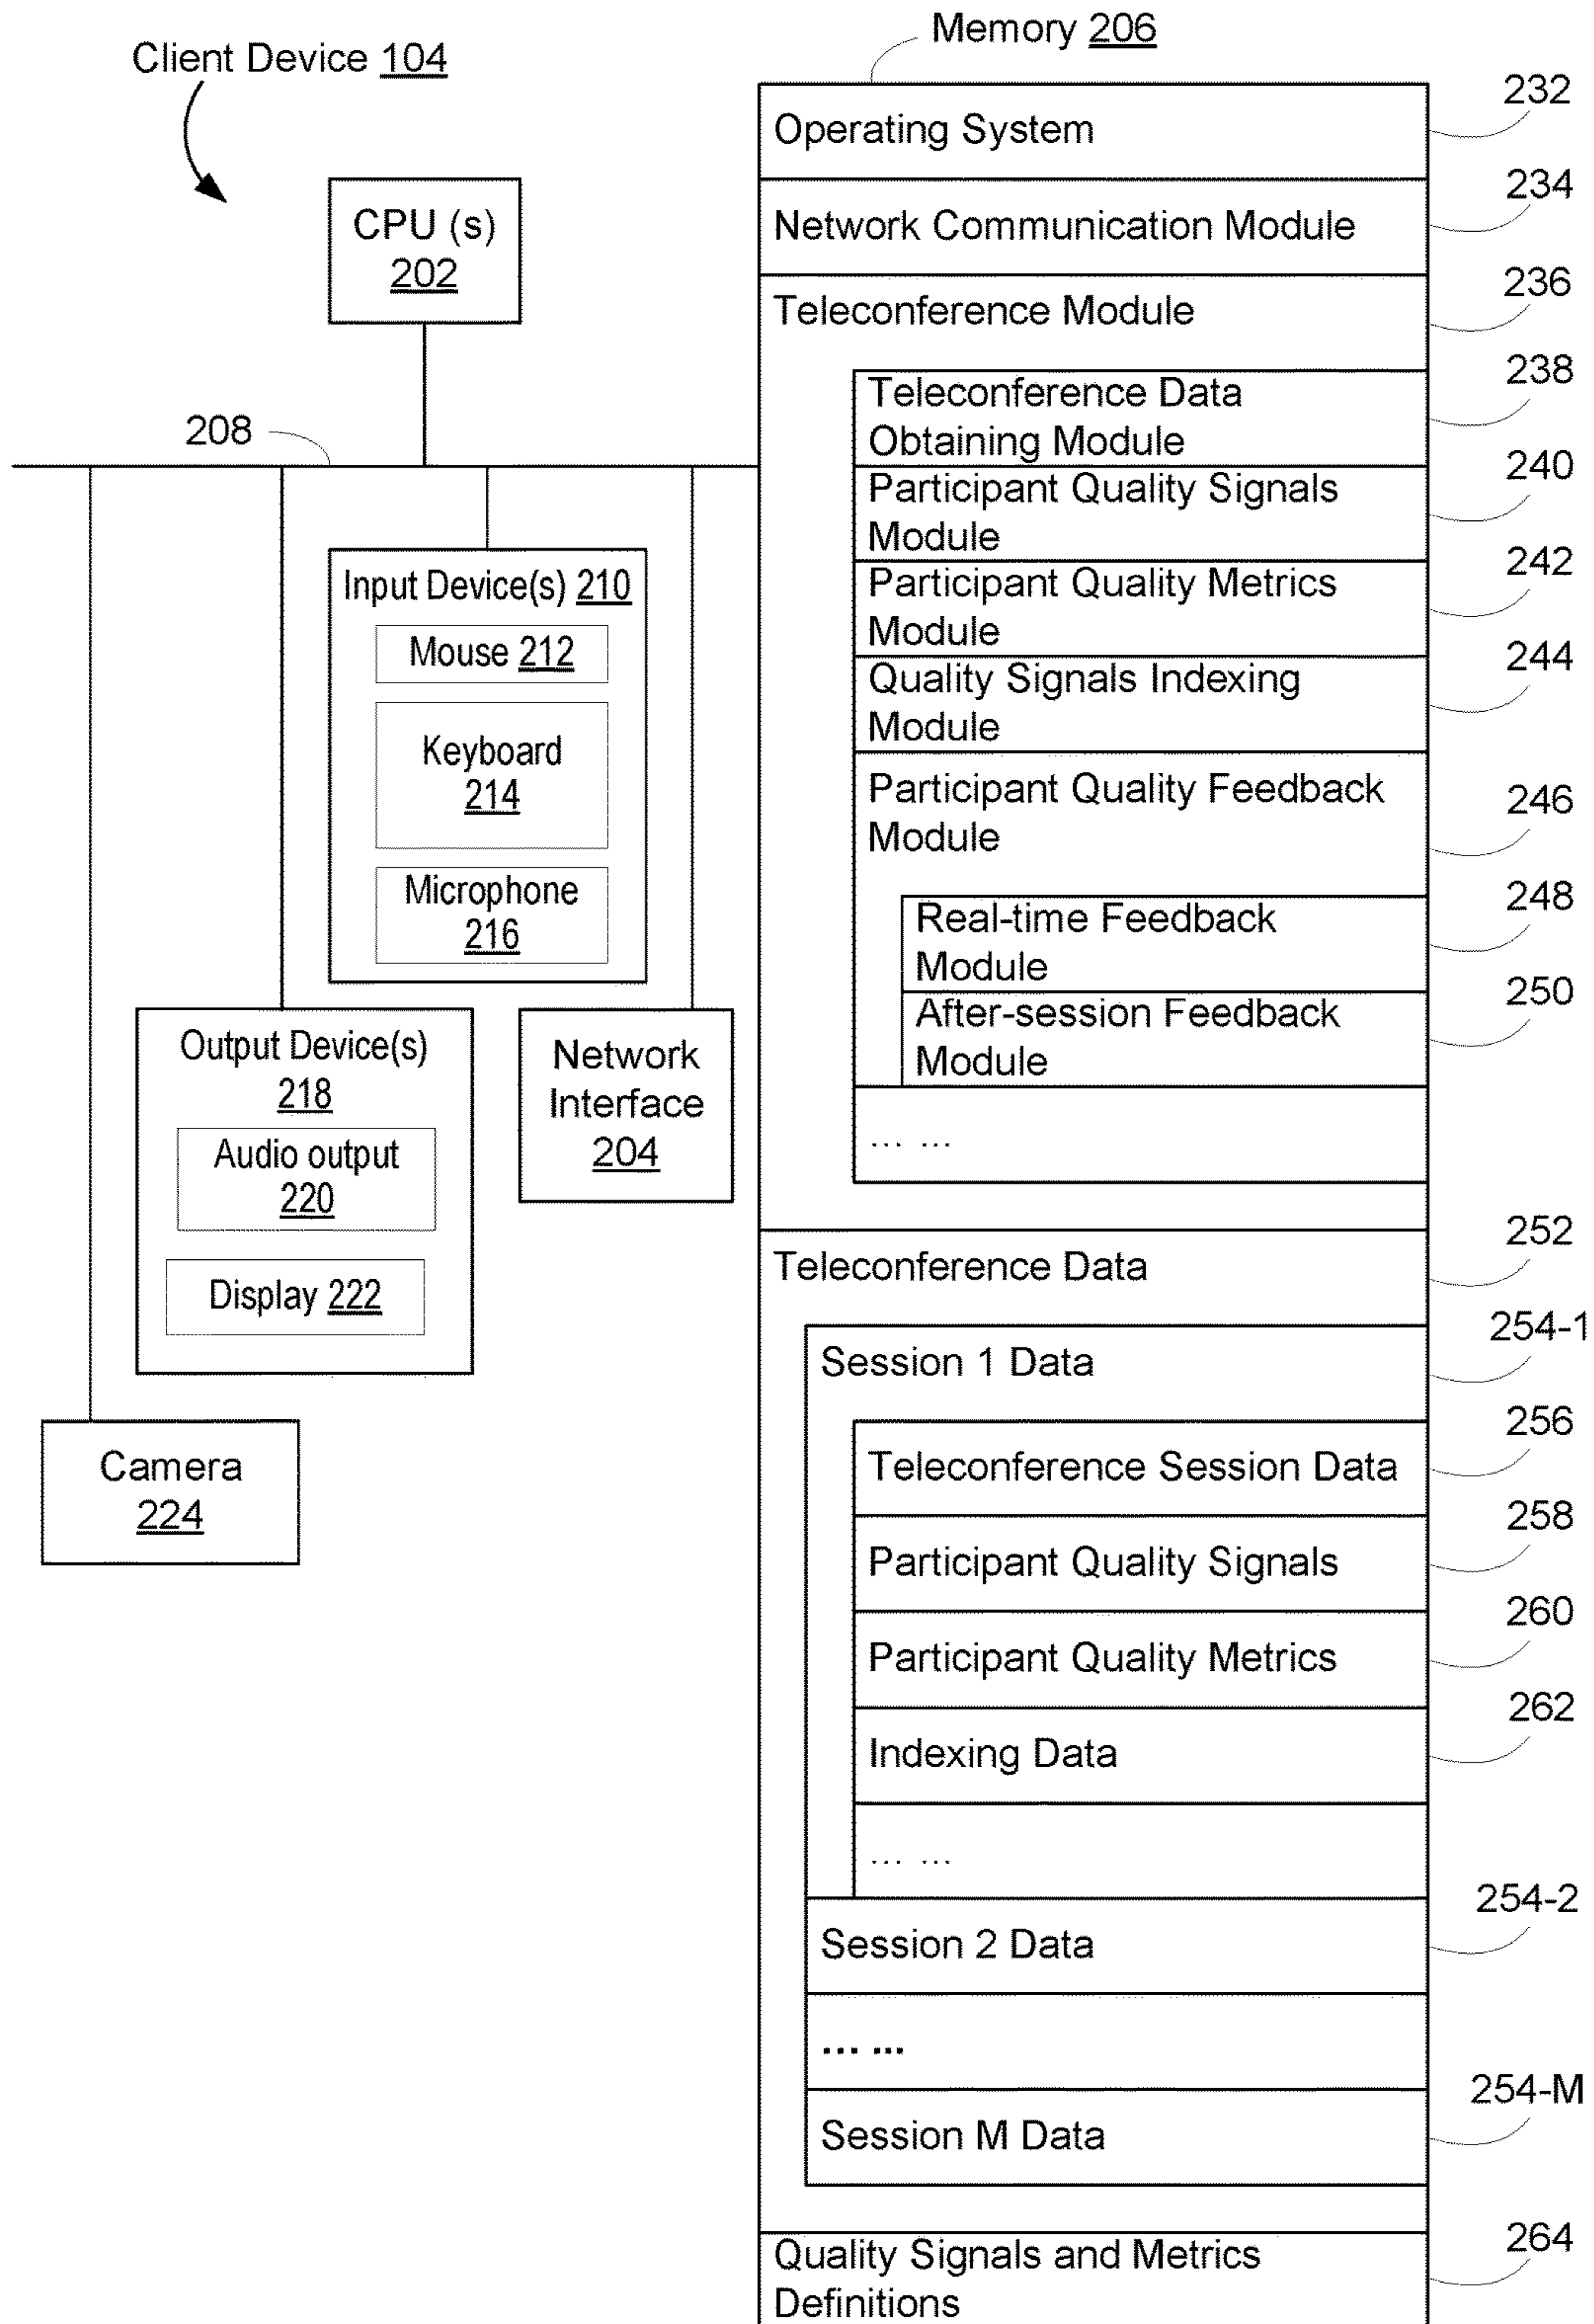 Memory 206
Client Device 104
CPU (s)
202
208
Input Device(s) 210
Mouse 212
Keyboard
214
Microphone
216
Output Device(s)
218
Audio output
220
Display 222
Network
Interface
204
Camera
224
Operating System
232
Network Communication Module
234
Teleconference Module
236
Teleconference Data
Obtaining Module
238
Participant Quality Signals
Module
240
Participant Quality Metrics
Module
242
Quality Signals Indexing
Module
244
Participant Quality Feedback
Module
246
Real-time Feedback
Module
248
After-session Feedback
Module
250
... ...
Teleconference Data
252
Session 1 Data
254-1
Teleconference Session Data
256
Participant Quality Signals
258
Participant Quality Metrics
260
Indexing Data
262
... ...
Session 2 Data
254-2
... ...
Session M Data
254-M
Quality Signals and Metrics
Definitions
264